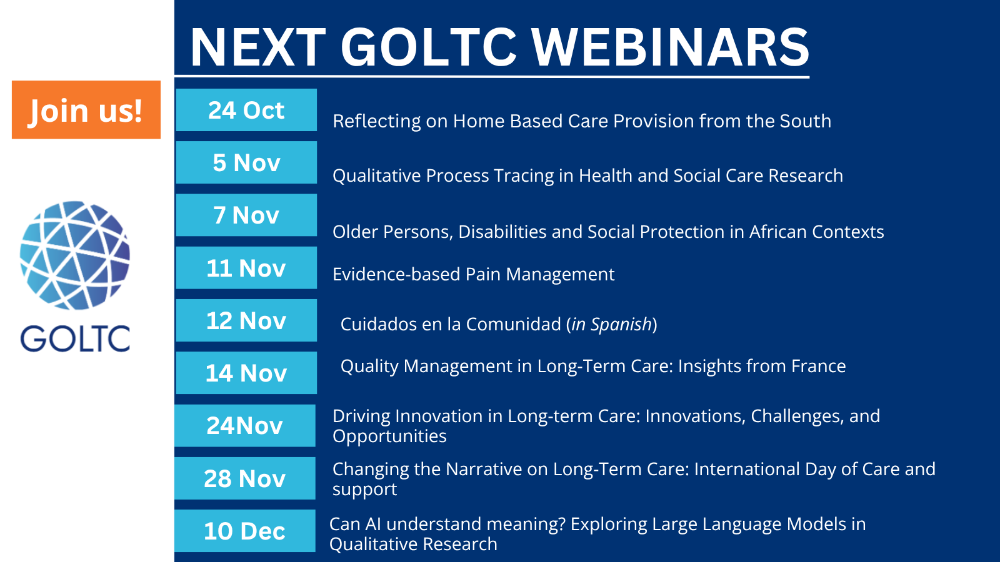 NEXT GOLTC WEBINARS
Join us!
24 Oct
Reflecting on Home Based Care Provision from the South
5 Nov
Qualitative Process Tracing in Health and Social Care Research
7 Nov
Older Persons, Disabilities and Social Protection in African Contexts
11 Nov
Evidence-based Pain Management
12 Nov
Cuidados en la Comunidad (in Spanish)
14 Nov
Quality Management in Long-Term Care: Insights from France
24Nov
Driving Innovation in Long-term Care: Innovations, Challenges, and
Opportunities
28 Nov
Changing the Narrative on Long-Term Care: International Day of Care and
support
10 Dec
Can AI understand meaning? Exploring Large Language Models in
Qualitative Research
GOLTC